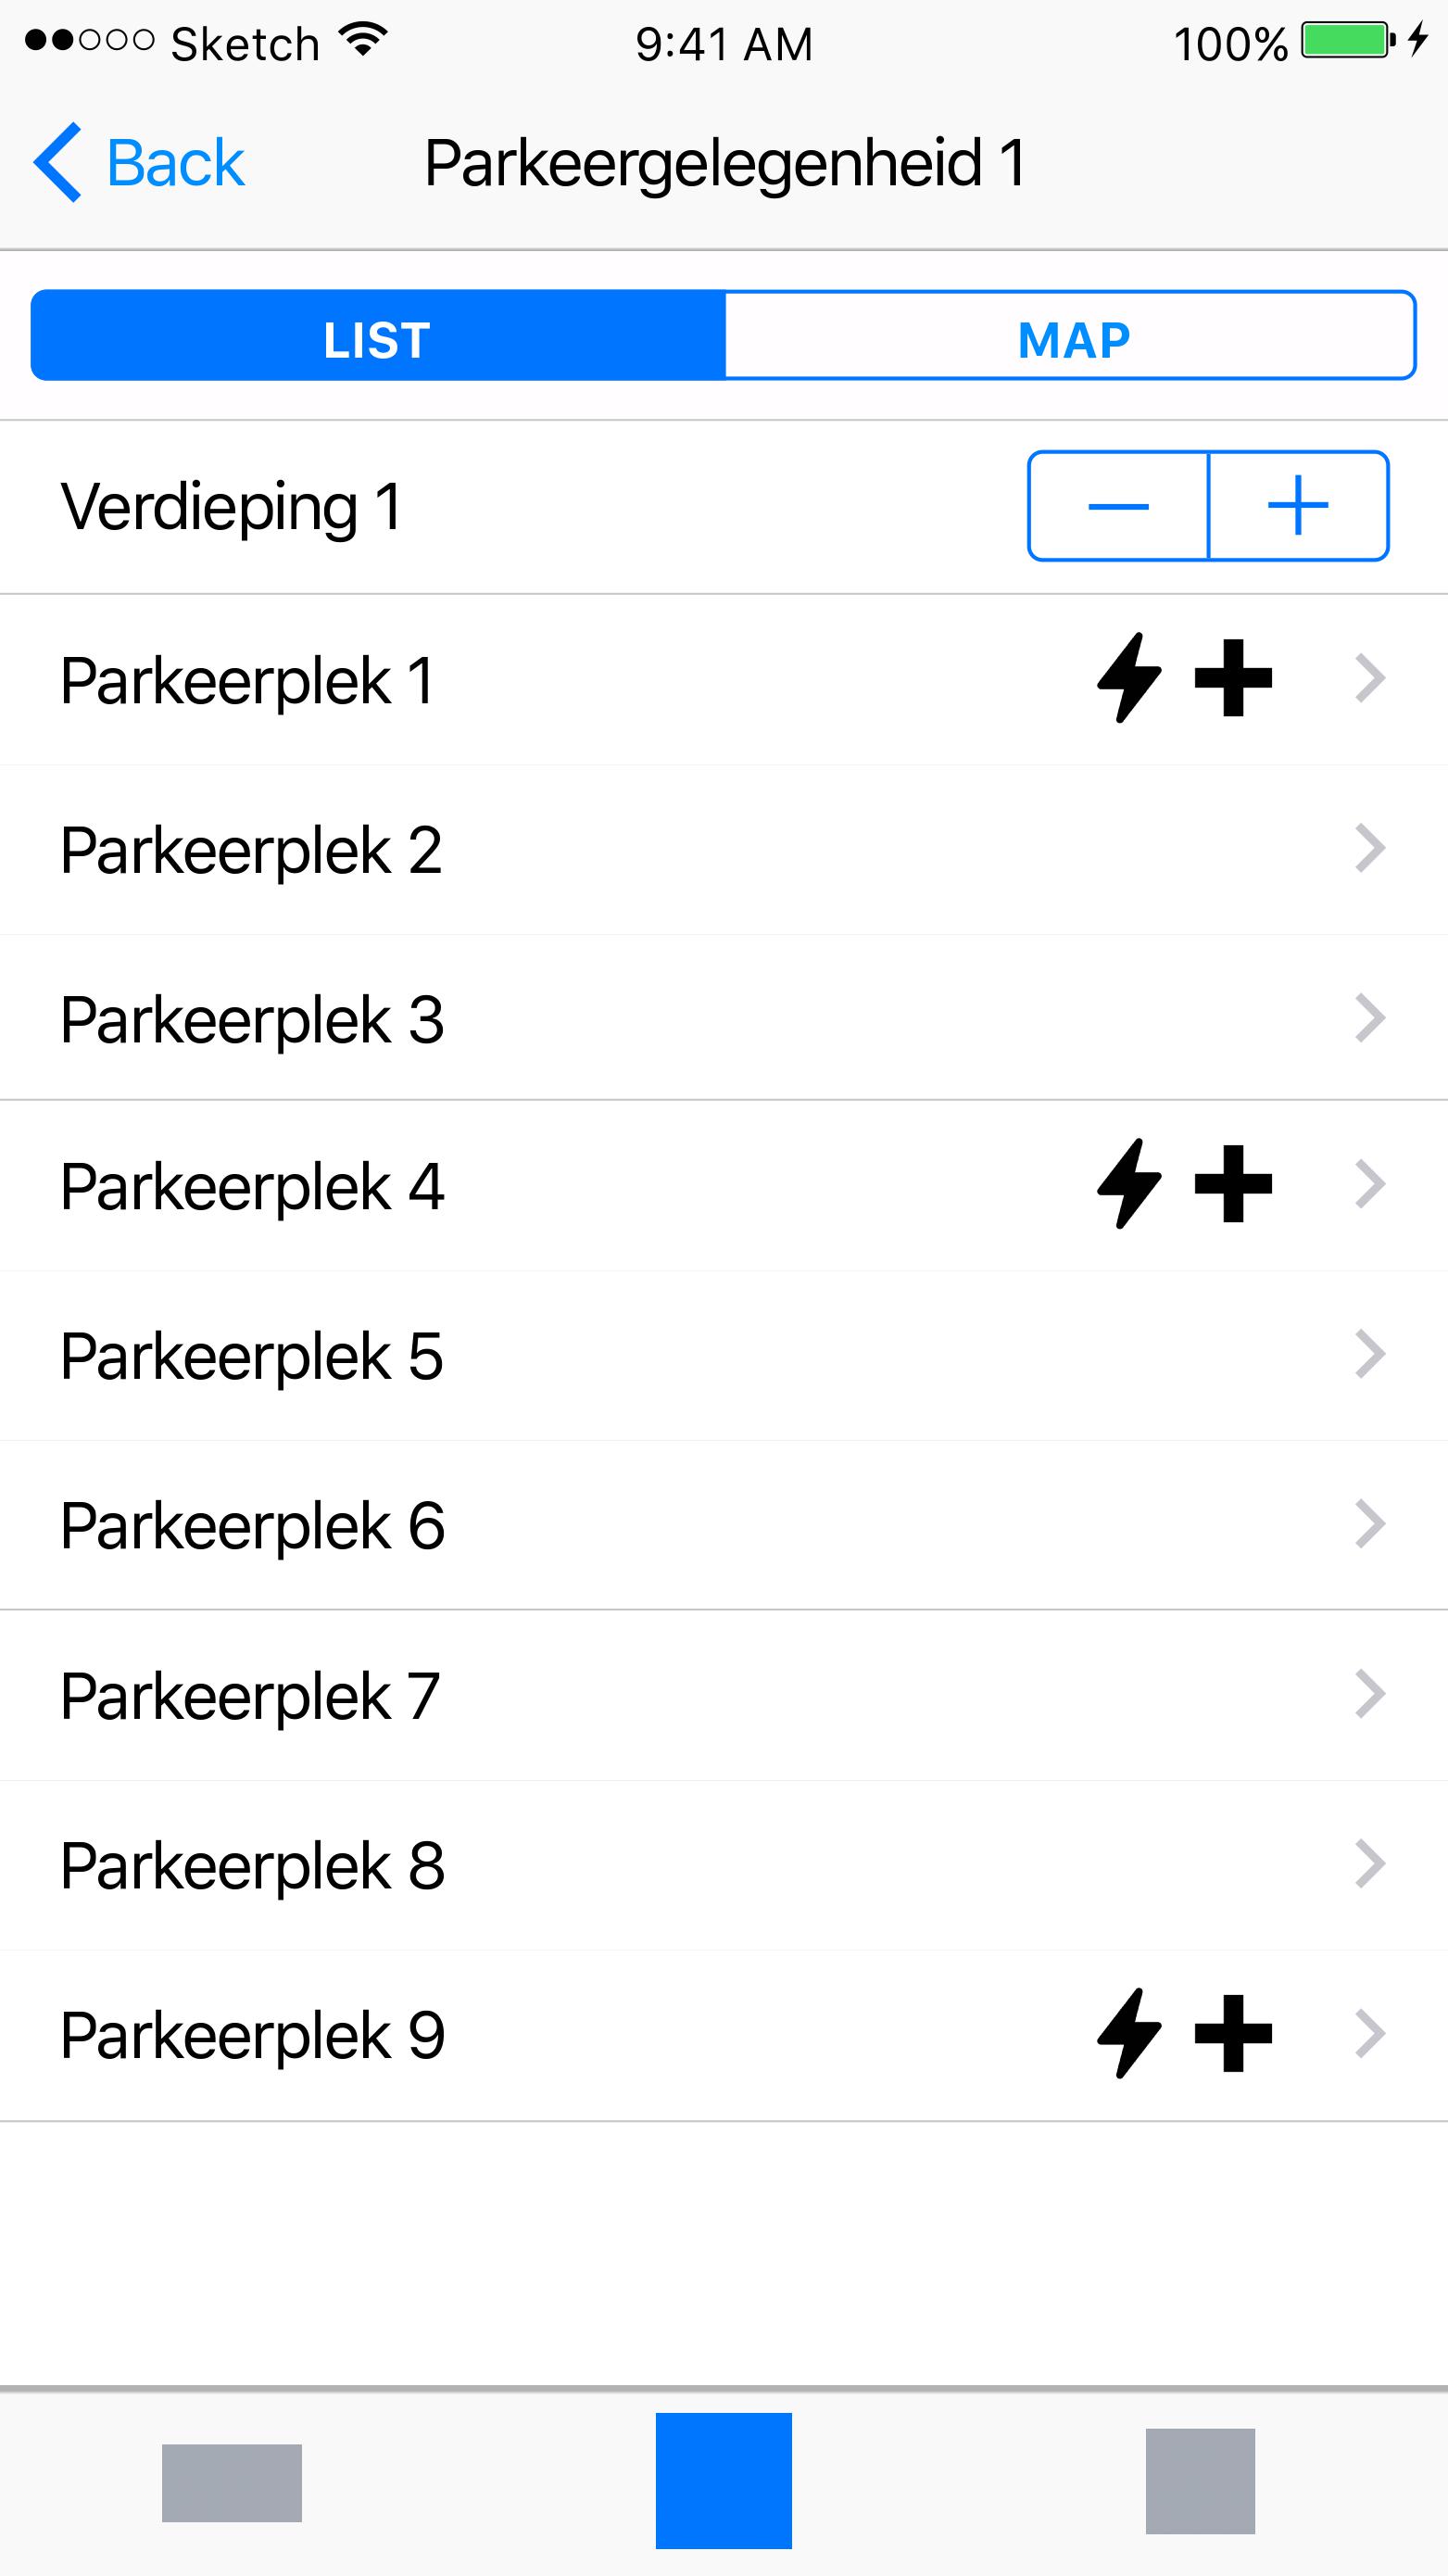 Sketch 9:41 AM 100%
Back Parkeergelegenheid 1
LIST MAP
Verdieping 1
Parkeerplek 1
Parkeerplek 2
Parkeerplek 3
Parkeerplek 4
Parkeerplek 5
Parkeerplek 6
Parkeerplek 7
Parkeerplek 8
Parkeerplek 9